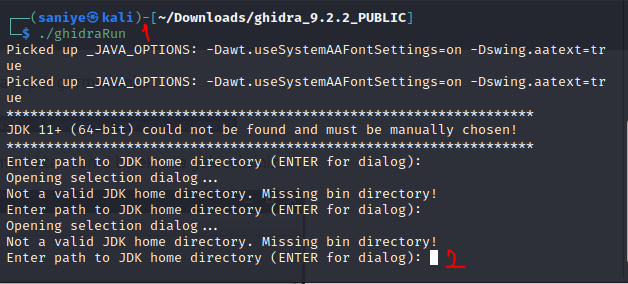 (saniye㉿kali)-[~/Downloads/ghidra_9.2.2_PUBLIC]
$ ./ghidraRun 1
Picked up _JAVA_OPTIONS: -Dawt.useSystemAAFontSettings=on -Dswing.aatext=tr
ue
Picked up _JAVA_OPTIONS: -Dawt.useSystemAAFontSettings=on -Dswing.aatext=tr
ue
*******************************************************************
JDK 11+ (64-bit) could not be found and must be manually chosen!
*******************************************************************
Enter path to JDK home directory (ENTER for dialog):
Opening selection dialog...
Not a valid JDK home directory. Missing bin directory!
Enter path to JDK home directory (ENTER for dialog):
Opening selection dialog...
Not a valid JDK home directory. Missing bin directory!
Enter path to JDK home directory (ENTER for dialog): 2